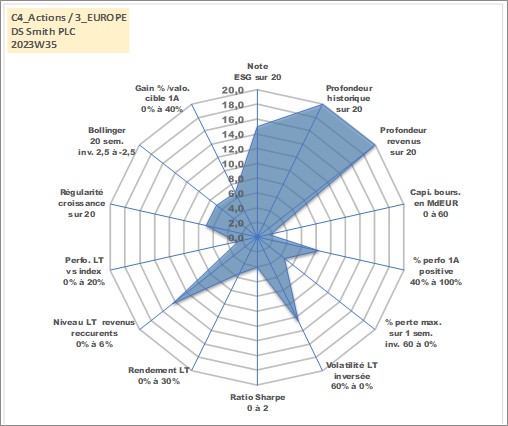 C4_Actions / 3_EUROPE
DS Smith PLC
2023W35
Note
ESG sur 20
Profondeur
historique
sur 20
Profondeur
revenus
sur 20
Capi. bours.
en MdEUR
0 à 60
% perfo 1A
positive
40% à 100%
% perte max.
sur 1 sem.
inv. 60 à 0%
Volatilité LT
inversée
60% à 0%
Ratio Sharpe
0 à 2
Rendement LT
0% à 30%
Niveau LT revenus
reccurents
0% à 6%
Perfo. LT
vs index
0% à 20%
Régularité
croissance
sur 20
Bollinger
20 sem.
inv. 2,5 à -2,5
Gain % /valo.
cible 1A
0% à 40%
20,0
18,0
16,0
14,0
12,0
10,0
8,0
6,0
4,0
2,0
0,0